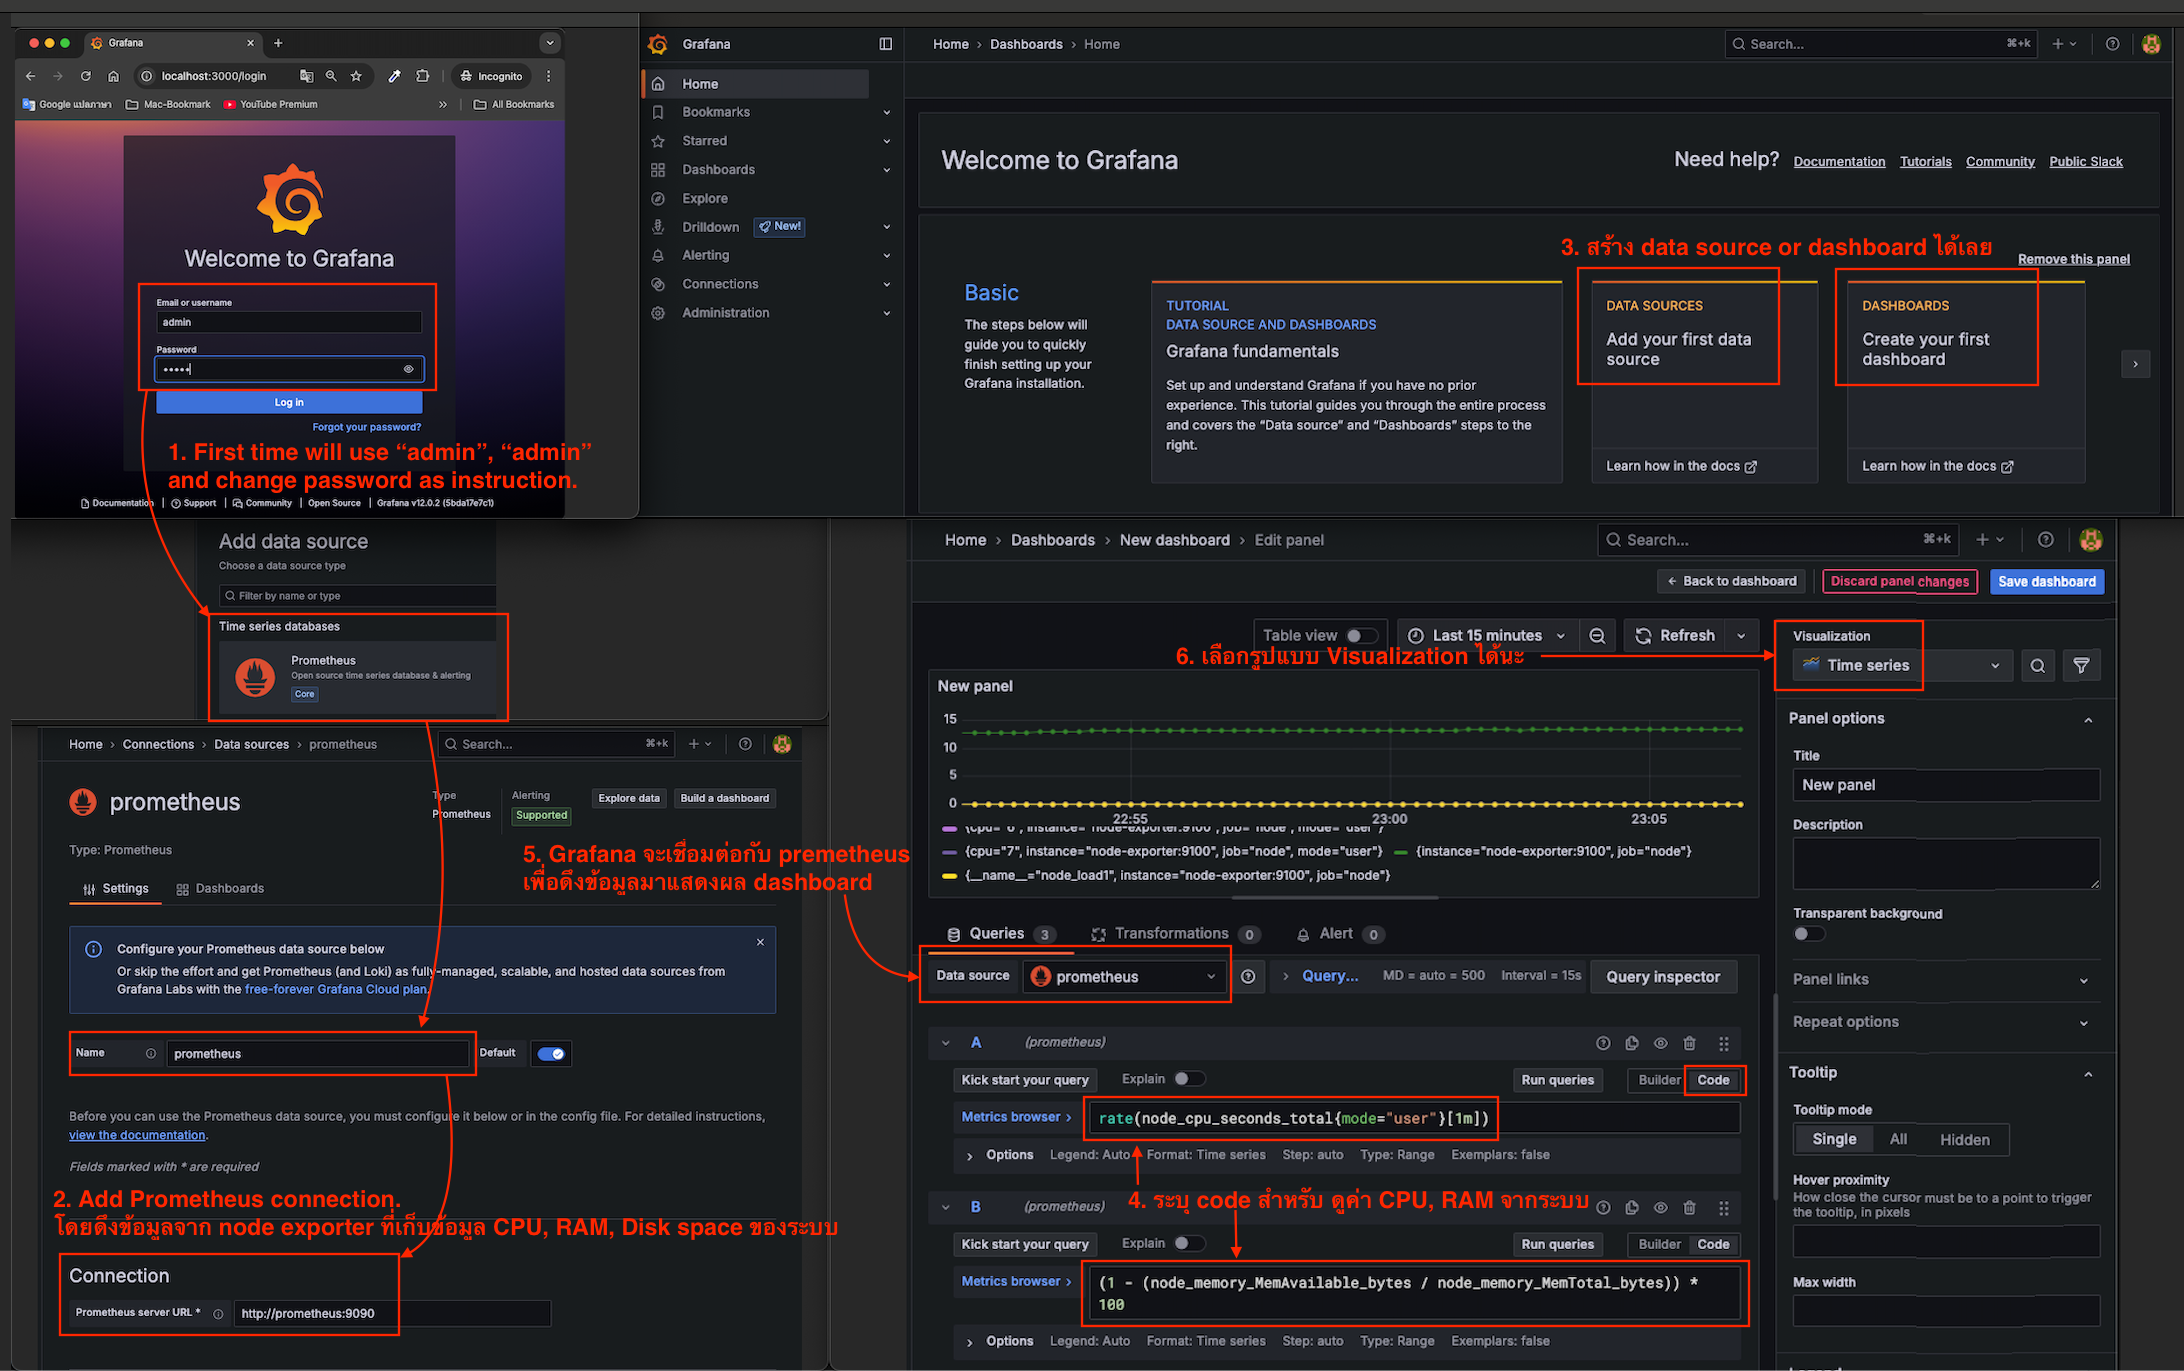 Grafana
localhost:3000/login
Incognito
Google แปลภาษา
Mac-Bookmark
YouTube Premium
All Bookmarks
Welcome to Grafana
Email or username
admin
Password
•••••
Log in
Forgot your password?
1. First time will use “admin”, “admin”
and change password as instruction.
Documentation | Support | Community | Open Source | Grafana v12.0.2 (5bda17e7c1)
Grafana
Home
Bookmarks
Starred
Dashboards
Explore
Drilldown New!
Alerting
Connections
Administration
Home › Dashboards › Home
Search... ⌘+k
Welcome to Grafana
Need help? Documentation Tutorials Community Public Slack
3. สร้าง data source or dashboard ได้เลย
Remove this panel
Basic
The steps below will
guide you to quickly
finish setting up your
Grafana installation.
TUTORIAL
DATA SOURCE AND DASHBOARDS
Grafana fundamentals
Set up and understand Grafana if you have no prior
experience. This tutorial guides you through the entire process
and covers the “Data source” and “Dashboards” steps to the
right.
DATA SOURCES
Add your first data
source
Learn how in the docs
DASHBOARDS
Create your first
dashboard
Learn how in the docs
Add data source
Choose a data source type
Filter by name or type
Time series databases
Prometheus
Open source time series database & alerting
Core
Home › Connections › Data sources › prometheus
Search... ⌘+k
prometheus
Type
Prometheus
Alerting
Supported
Explore data
Build a dashboard
Type: Prometheus
5. Grafana จะเชื่อมต่อกับ premetheus
เพื่อดึงข้อมูลมาแสดงผล dashboard
Settings
Dashboards
Configure your Prometheus data source below
Or skip the effort and get Prometheus (and Loki) as fully-managed, scalable, and hosted data sources from
Grafana Labs with the free-forever Grafana Cloud plan.
Name
prometheus
Default
Before you can use the Prometheus data source, you must configure it below or in the config file. For detailed instructions,
view the documentation.
Fields marked with * are required
2. Add Prometheus connection.
โดยดึงข้อมูลจาก node exporter ที่เก็บข้อมูล CPU, RAM, Disk space ของระบบ
Connection
Prometheus server URL *
http://prometheus:9090
Home › Dashboards › New dashboard › Edit panel
Search... ⌘+k
Back to dashboard
Discard panel changes
Save dashboard
Table view
Last 15 minutes
Refresh
6. เลือกรูปแบบ Visualization ได้นะ
Visualization
Time series
New panel
15
10
5
0
22:55
23:00
23:05
{cpu="6", instance="node-exporter:9100", job="node", mode="user"}
{cpu="7", instance="node-exporter:9100", job="node", mode="user"} {instance="node-exporter:9100", job="node"}
{__name__="node_load1", instance="node-exporter:9100", job="node"}
Queries 3
Transformations 0
Alert 0
Data source
prometheus
Query...
MD = auto = 500
Interval = 15s
Query inspector
A (prometheus)
Kick start your query
Explain
Run queries
Builder
Code
Metrics browser ›
rate(node_cpu_seconds_total{mode="user"}[1m])
Options Legend: Auto Format: Time series Step: auto Type: Range Exemplars: false
B (prometheus)
4. ระบุ code สำหรับ ดูค่า CPU, RAM จากระบบ
Kick start your query
Explain
Run queries
Builder
Code
Metrics browser ›
(1 - (node_memory_MemAvailable_bytes / node_memory_MemTotal_bytes)) *
100
Options Legend: Auto Format: Time series Step: auto Type: Range Exemplars: false
Panel options
Title
New panel
Description
Transparent background
Panel links
Repeat options
Tooltip
Tooltip mode
Single
All
Hidden
Hover proximity
How close the cursor must be to a point to trigger
the tooltip, in pixels
Max width